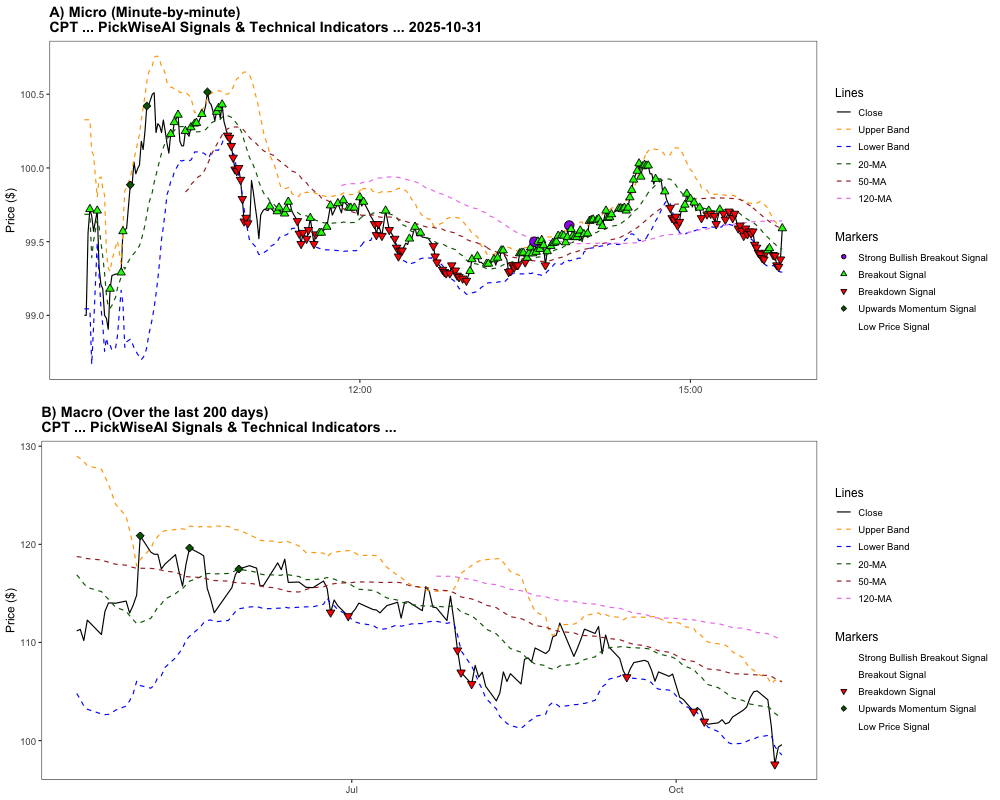 A) Micro (Minute-by-minute)
CPT ... PickWiseAI Signals & Technical Indicators ... 2025-10-31
Price ($)
100.5
100.0
99.5
99.0
12:00
15:00
Lines
Close
Upper Band
Lower Band
20-MA
50-MA
120-MA
Markers
Strong Bullish Breakout Signal
Breakout Signal
Breakdown Signal
Upwards Momentum Signal
Low Price Signal
B) Macro (Over the last 200 days)
CPT ... PickWiseAI Signals & Technical Indicators ...
Price ($)
130
120
110
100
Jul
Oct
Lines
Close
Upper Band
Lower Band
20-MA
50-MA
120-MA
Markers
Strong Bullish Breakout Signal
Breakout Signal
Breakdown Signal
Upwards Momentum Signal
Low Price Signal